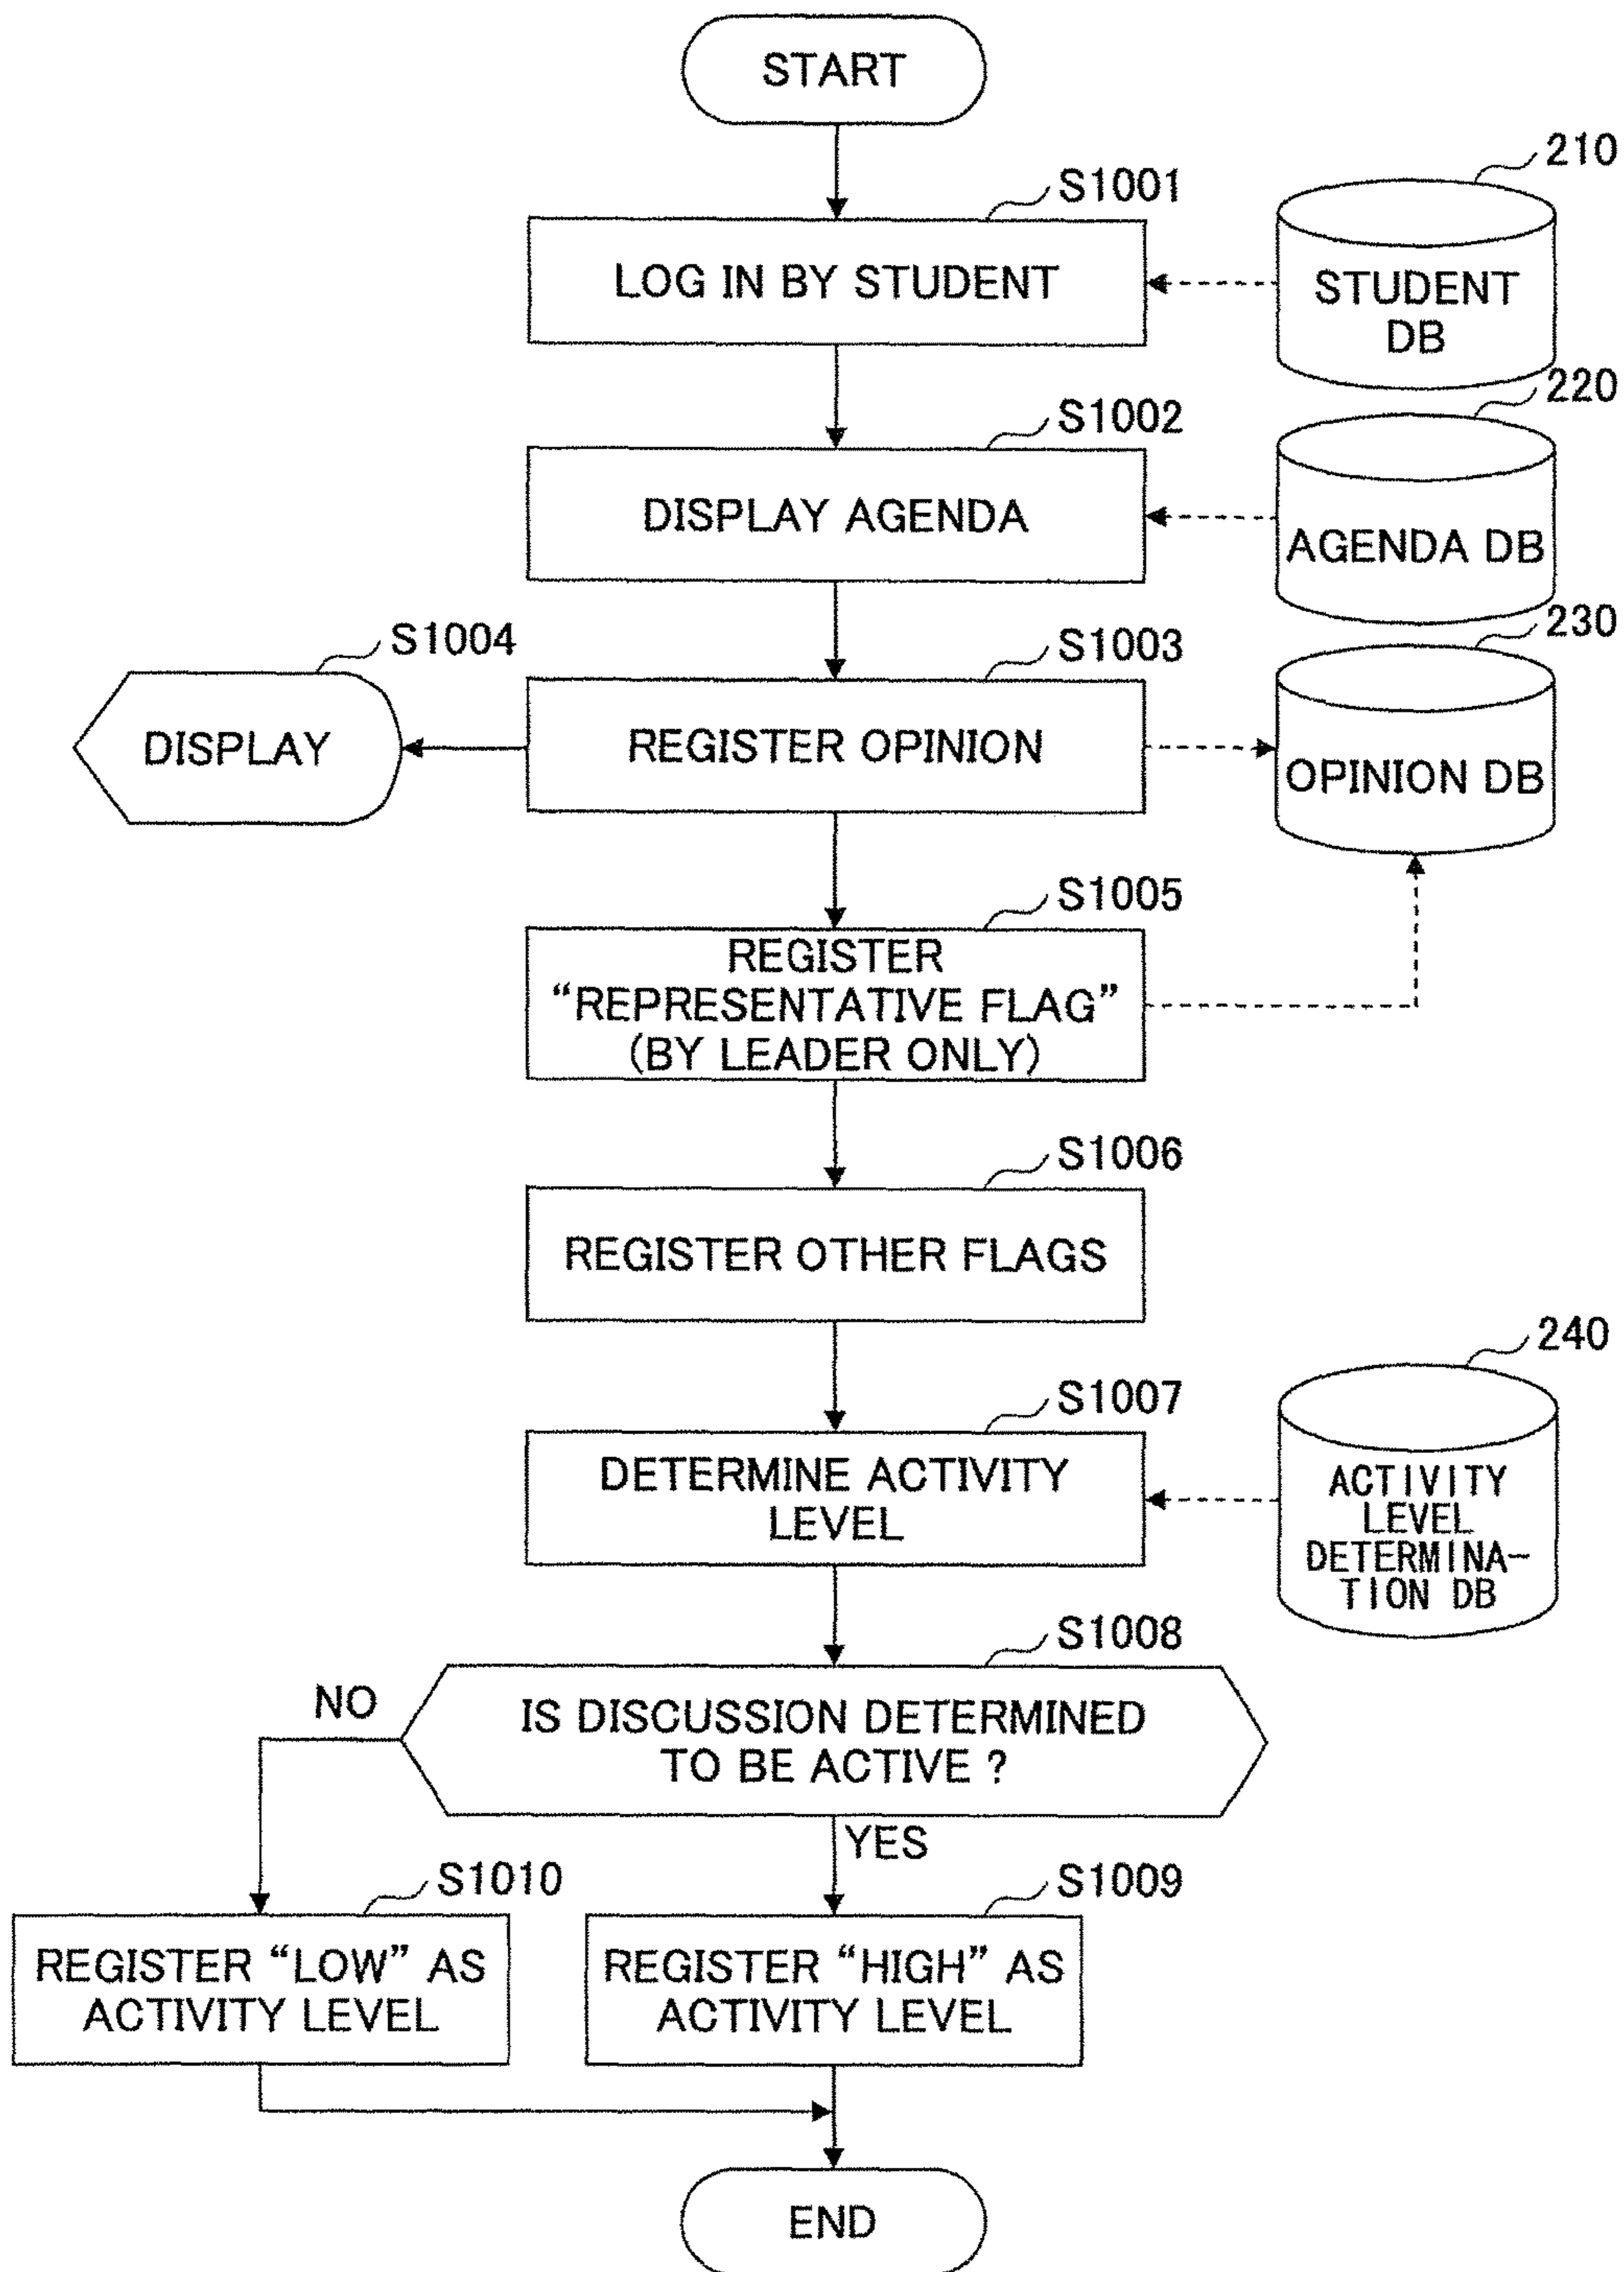 START
S1001
210
LOG IN BY STUDENT
STUDENT
DB
S1002
220
DISPLAY AGENDA
AGENDA DB
S1004
S1003
230
DISPLAY
REGISTER OPINION
OPINION DB
S1005
REGISTER
“REPRESENTATIVE FLAG”
(BY LEADER ONLY)
S1006
REGISTER OTHER FLAGS
S1007
240
DETERMINE ACTIVITY
LEVEL
ACTIVITY
LEVEL
DETERMINA-
TION DB
S1008
NO
IS DISCUSSION DETERMINED
TO BE ACTIVE ?
YES
S1010
S1009
REGISTER “LOW” AS
ACTIVITY LEVEL
REGISTER “HIGH” AS
ACTIVITY LEVEL
END